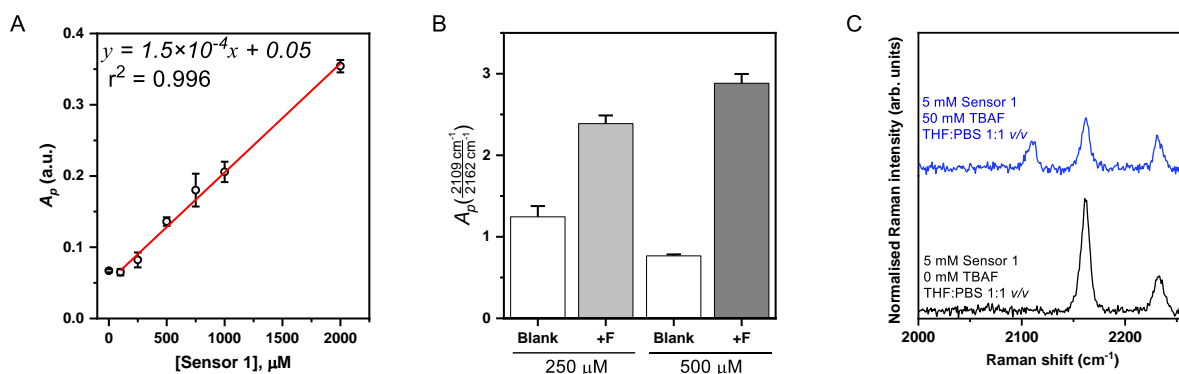 A
y = 1.5×10⁻⁴x + 0.05
r² = 0.996
0.4
0.3
0.2
0.1
0.0
Aₚ (a.u.)
0
500
1000
1500
2000
[Sensor 1], μM
B
3
2
1
0
Aₚ(2109 cm⁻¹/2162 cm⁻¹)
Blank
+F
Blank
+F
250 μM
500 μM
C
Normalised Raman intensity (arb. units)
5 mM Sensor 1
50 mM TBAF
THF:PBS 1:1 v/v
5 mM Sensor 1
0 mM TBAF
THF:PBS 1:1 v/v
2000
2100
2200
Raman shift (cm⁻¹)